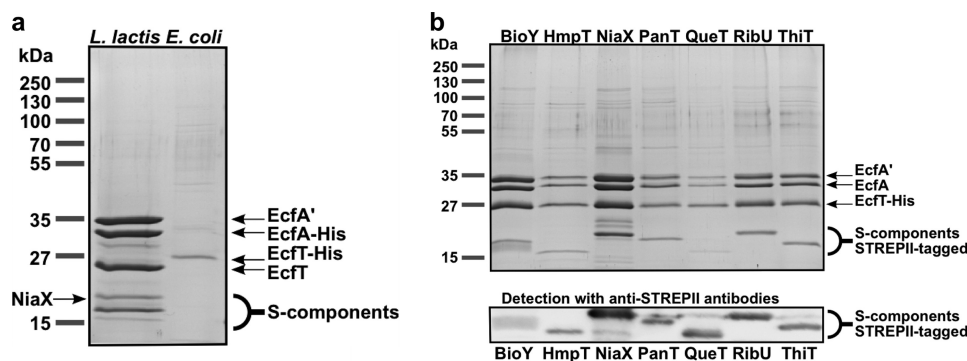 a
L. lactis E. coli
kDa
250
130
100
70
55
35
27
15
NiaX
EcfA'
EcfA-His
EcfT-His
EcfT
S-components
b
BioY HmpT NiaX PanT QueT RibU ThiT
kDa
250
130
100
70
55
35
27
15
EcfA'
EcfA
EcfT-His
S-components
STREPII-tagged
Detection with anti-STREPII antibodies
S-components
STREPII-tagged
BioY HmpT NiaX PanT QueT RibU ThiT